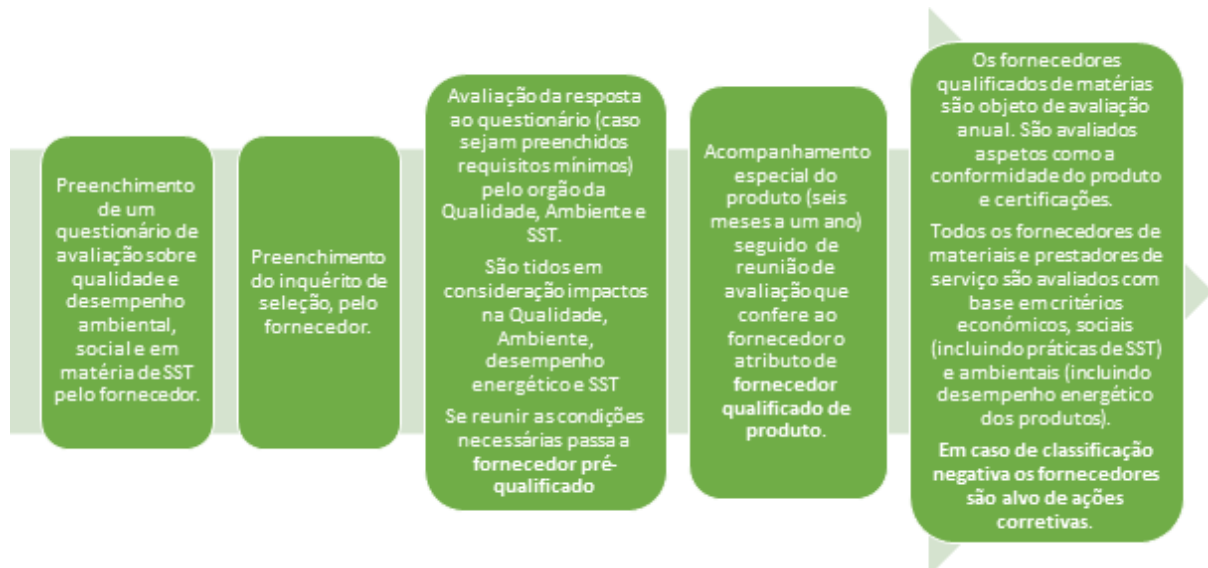 Preenchimento
de um
questionário de
avaliação sobre
qualidade e
desempenho
ambiental,
social e em
matéria de SST
pelo fornecedor.
Preenchimento
do inquérito de
seleção, pelo
fornecedor.
Avaliação da resposta
ao questionário (caso
sejam preenchidos
requisitos mínimos)
pelo orgão da
Qualidade, Ambiente e
SST.
São tidos em
consideração impactos
na Qualidade,
Ambiente,
desempenho
energético e SST
Se reunir as condições
necessárias passa a
fornecedor pré-
qualificado
Acompanhamento
especial do
produto (seis
meses a um ano)
seguido de
reunião de
avaliação que
confere ao
fornecedor o
atributo de
fornecedor
qualificado de
produto.
Os fornecedores
qualificados de matérias
são objeto de avaliação
anual. São avaliados
aspetos como a
conformidade do produto
e certificações.
Todos os fornecedores de
materiais e prestadores de
serviço são avaliados com
base em critérios
económicos, sociais
(incluindo práticas de SST)
e ambientais (incluindo
desempenho energético
dos produtos).
Em caso de classificação
negativa os fornecedores
são alvo de ações
corretivas.